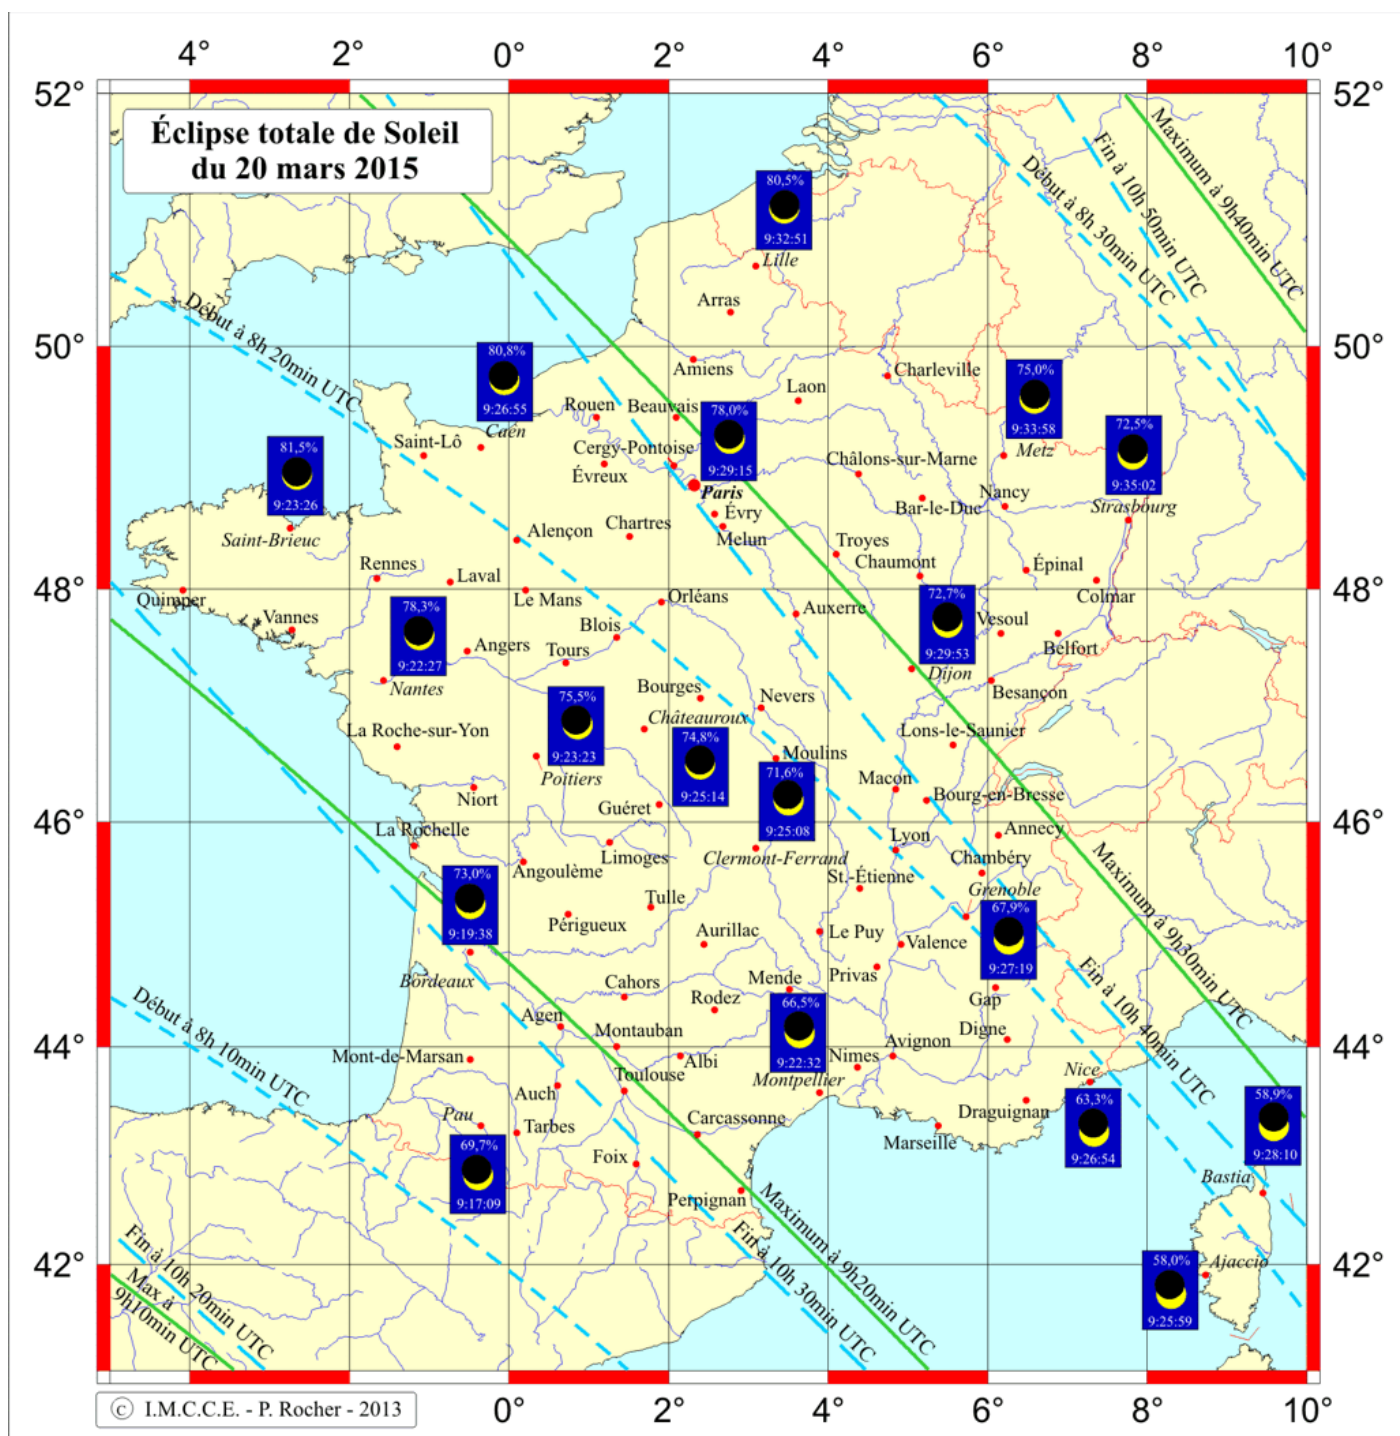 4° 2° 0° 2° 4° 6° 8° 10°
52° 52°
Éclipse totale de Soleil
du 20 mars 2015
Maximum à 9h40min UTC
Fin à 10h 50min UTC
Début à 8h 30min UTC
80,5%
9:32:51
Lille
Début à 8h 20min UTC
Arras
50° 50°
80,8%
9:26:55
Caen
Amiens
Charleville
Laon
75,0%
9:33:58
Metz
Rouen
Beauvais
78,0%
9:29:15
72,5%
9:35:02
Strasbourg
Saint-Lô
Cergy-Pontoise
Évreux
81,5%
9:23:26
Saint-Brieuc
Châlons-sur-Marne
Paris
Nancy
Bar-le-Duc
Évry
Melun
Alençon
Chartres
Troyes
Chaumont
Épinal
Rennes
Laval
48° 48°
Quimper
Le Mans
Orléans
Auxerre
Colmar
Vannes
78,3%
9:22:27
Nantes
Blois
72,7%
9:29:53
Dijon
Vesoul
Belfort
Angers
Tours
Bourges
Nevers
Besançon
75,5%
9:23:23
Poitiers
Châteauroux
La Roche-sur-Yon
74,8%
9:25:14
Lons-le-Saunier
Moulins
71,6%
9:25:08
Clermont-Ferrand
Macon
Bourg-en-Bresse
Niort
Guéret
46° 46°
La Rochelle
Lyon
Annecy
Limoges
Angoulème
Chambéry
St.-Étienne
Grenoble
67,9%
9:27:19
Maximum à 9h30min UTC
73,0%
9:19:38
Bordeaux
Tulle
Périgueux
Aurillac
Le Puy
Valence
Privas
Fin à 10h 40min UTC
Cahors
Mende
Rodez
Gap
Début à 8h 10min UTC
Agen
Montauban
66,5%
9:22:32
Montpellier
Digne
Avignon
44° 44°
Mont-de-Marsan
Albi
Nimes
Nice
Toulouse
63,3%
9:26:54
58,9%
9:28:10
Bastia
Auch
Pau
69,7%
9:17:09
Tarbes
Carcassonne
Draguignan
Marseille
Foix
Perpignan
Maximum à 9h20min UTC
Fin à 10h 30min UTC
42° 42°
Fin à 10h 20min UTC
Max à
9h10min UTC
58,0%
9:25:59
Ajaccio
© I.M.C.C.E. - P. Rocher - 2013
4° 2° 0° 2° 4° 6° 8° 10°